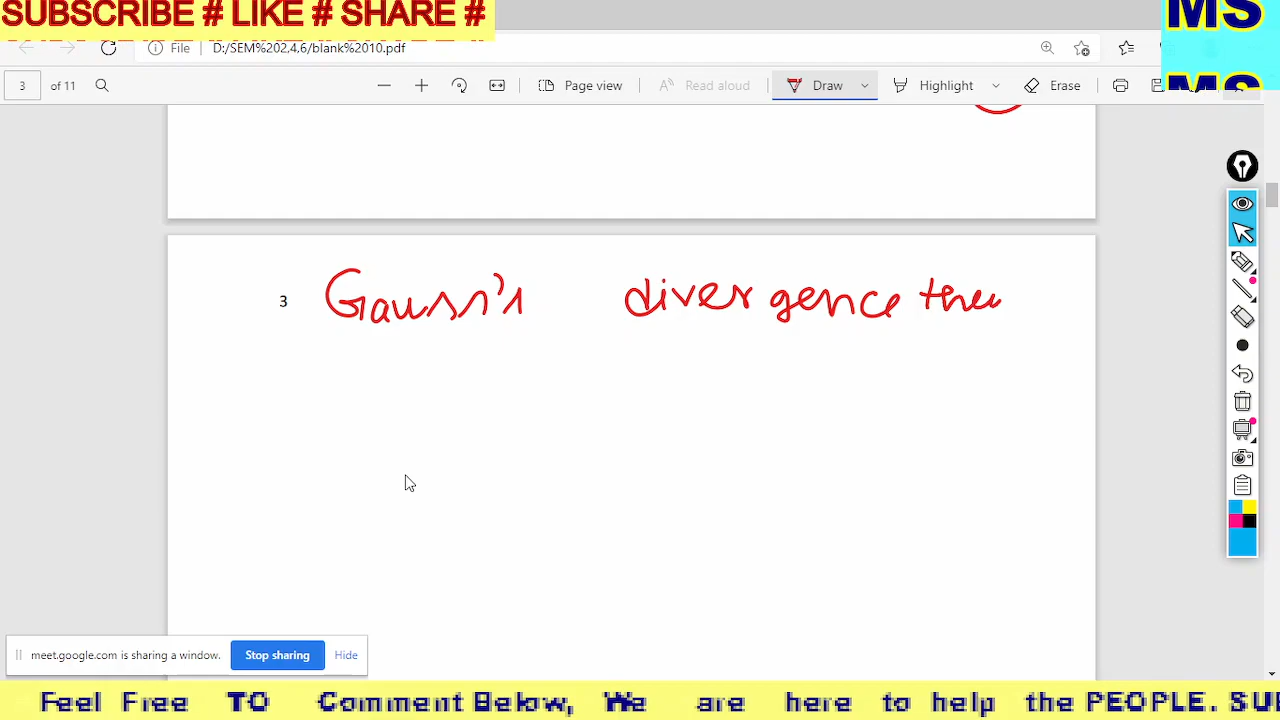 SUBSCRIBE # LIKE # SHARE #
MS
MS
File D:/SEM%202,4.6/blank%2010.pdf
3 of 11 Page view Read aloud Draw Highlight Erase
3 Gauss's divergence theo
meet.google.com is sharing a window. Stop sharing Hide
Feel Free TO Comment Below, We are here to help the PEOPLE. SU